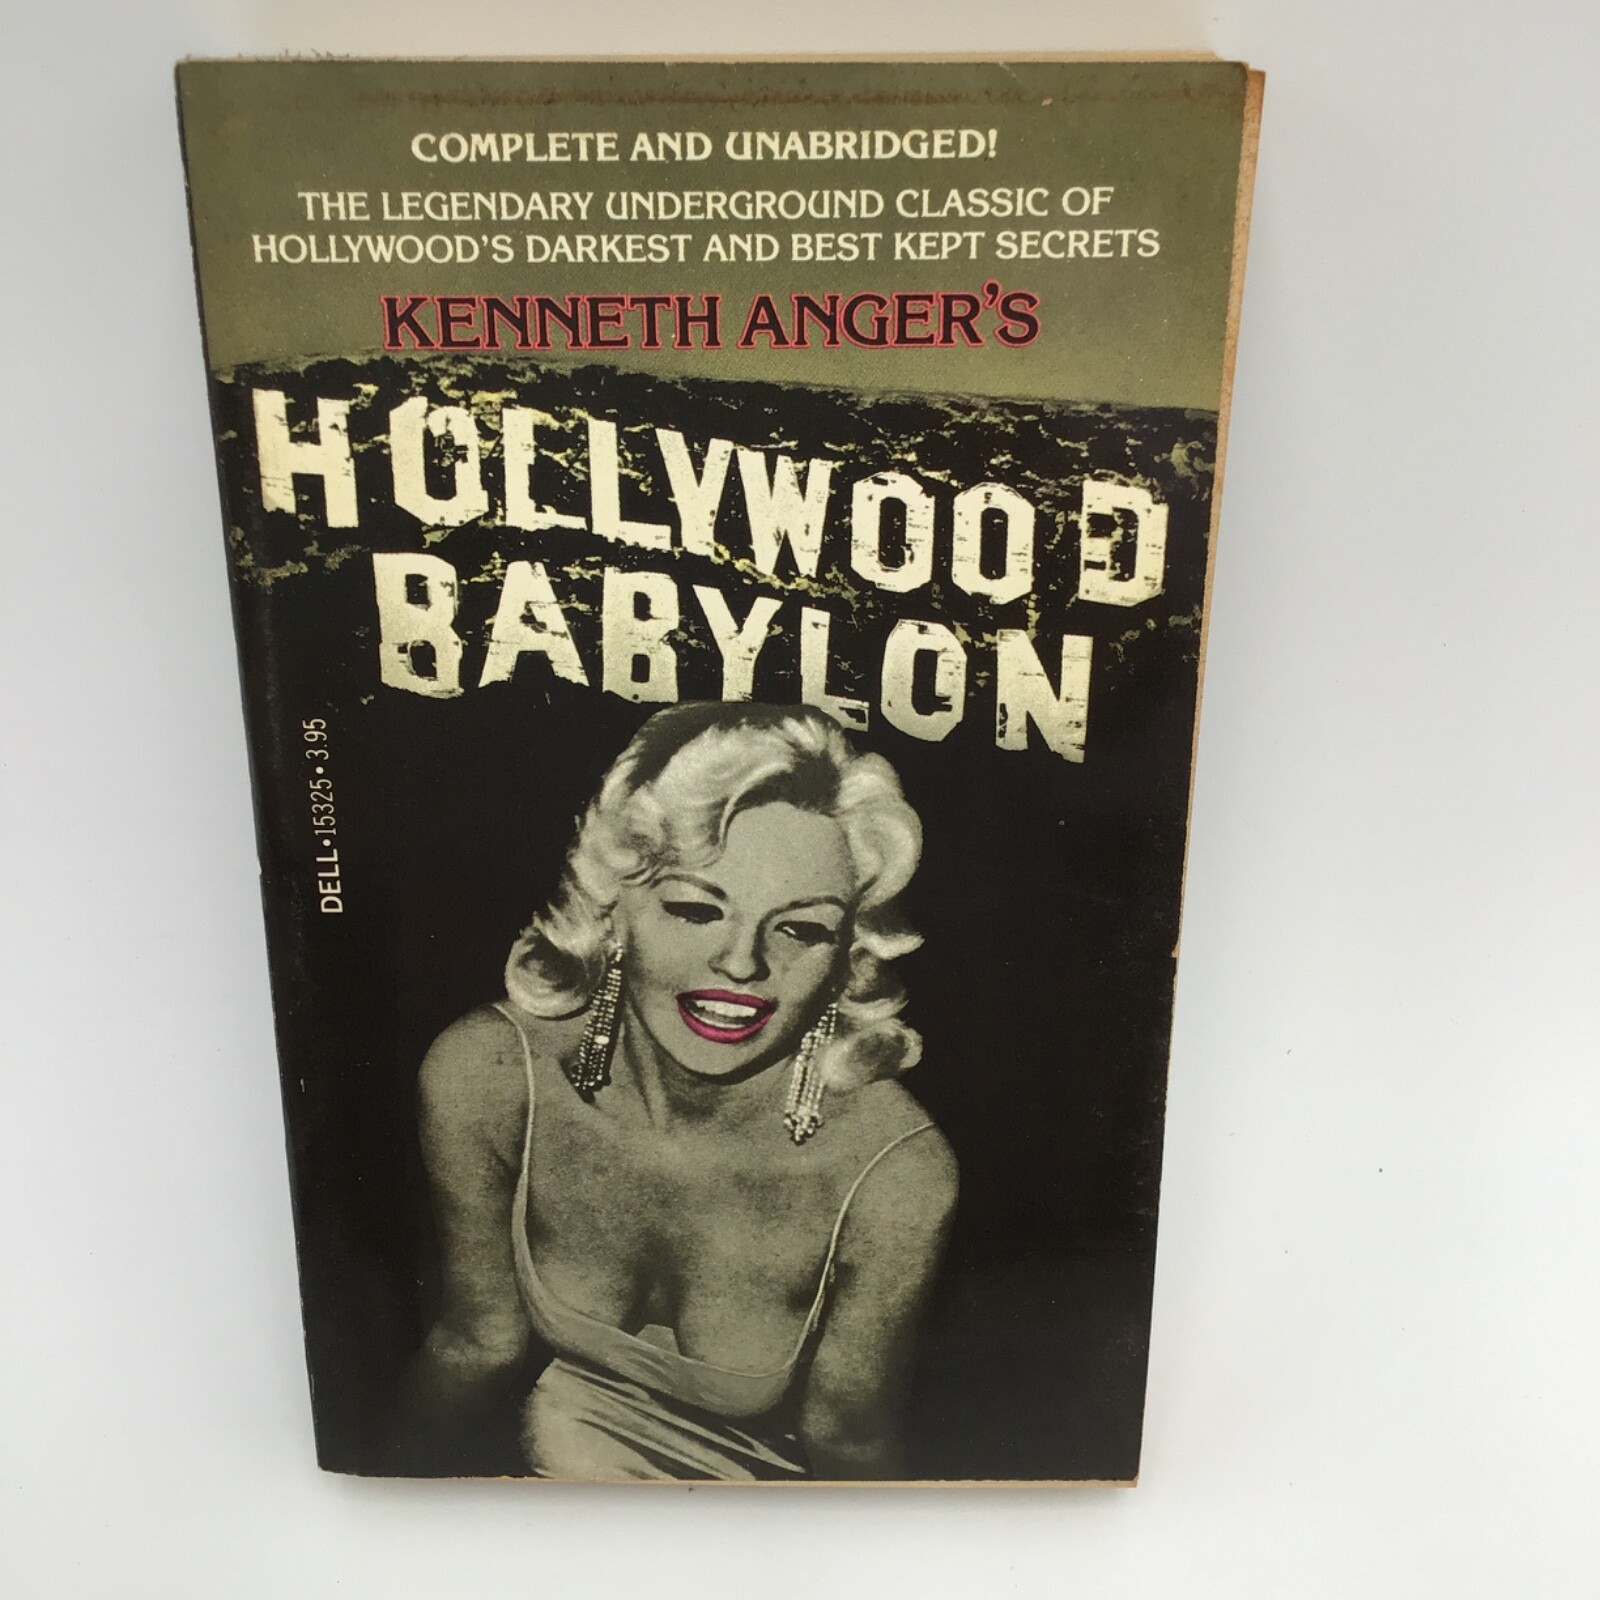 COMPLETE AND UNABRIDGED!
THE LEGENDARY UNDERGROUND CLASSIC OF
HOLLYWOOD'S DARKEST AND BEST KEPT SECRETS
KENNETH ANGER'S
HOLLYWOOD
BABYLON
DELL • 15325 • 3.95